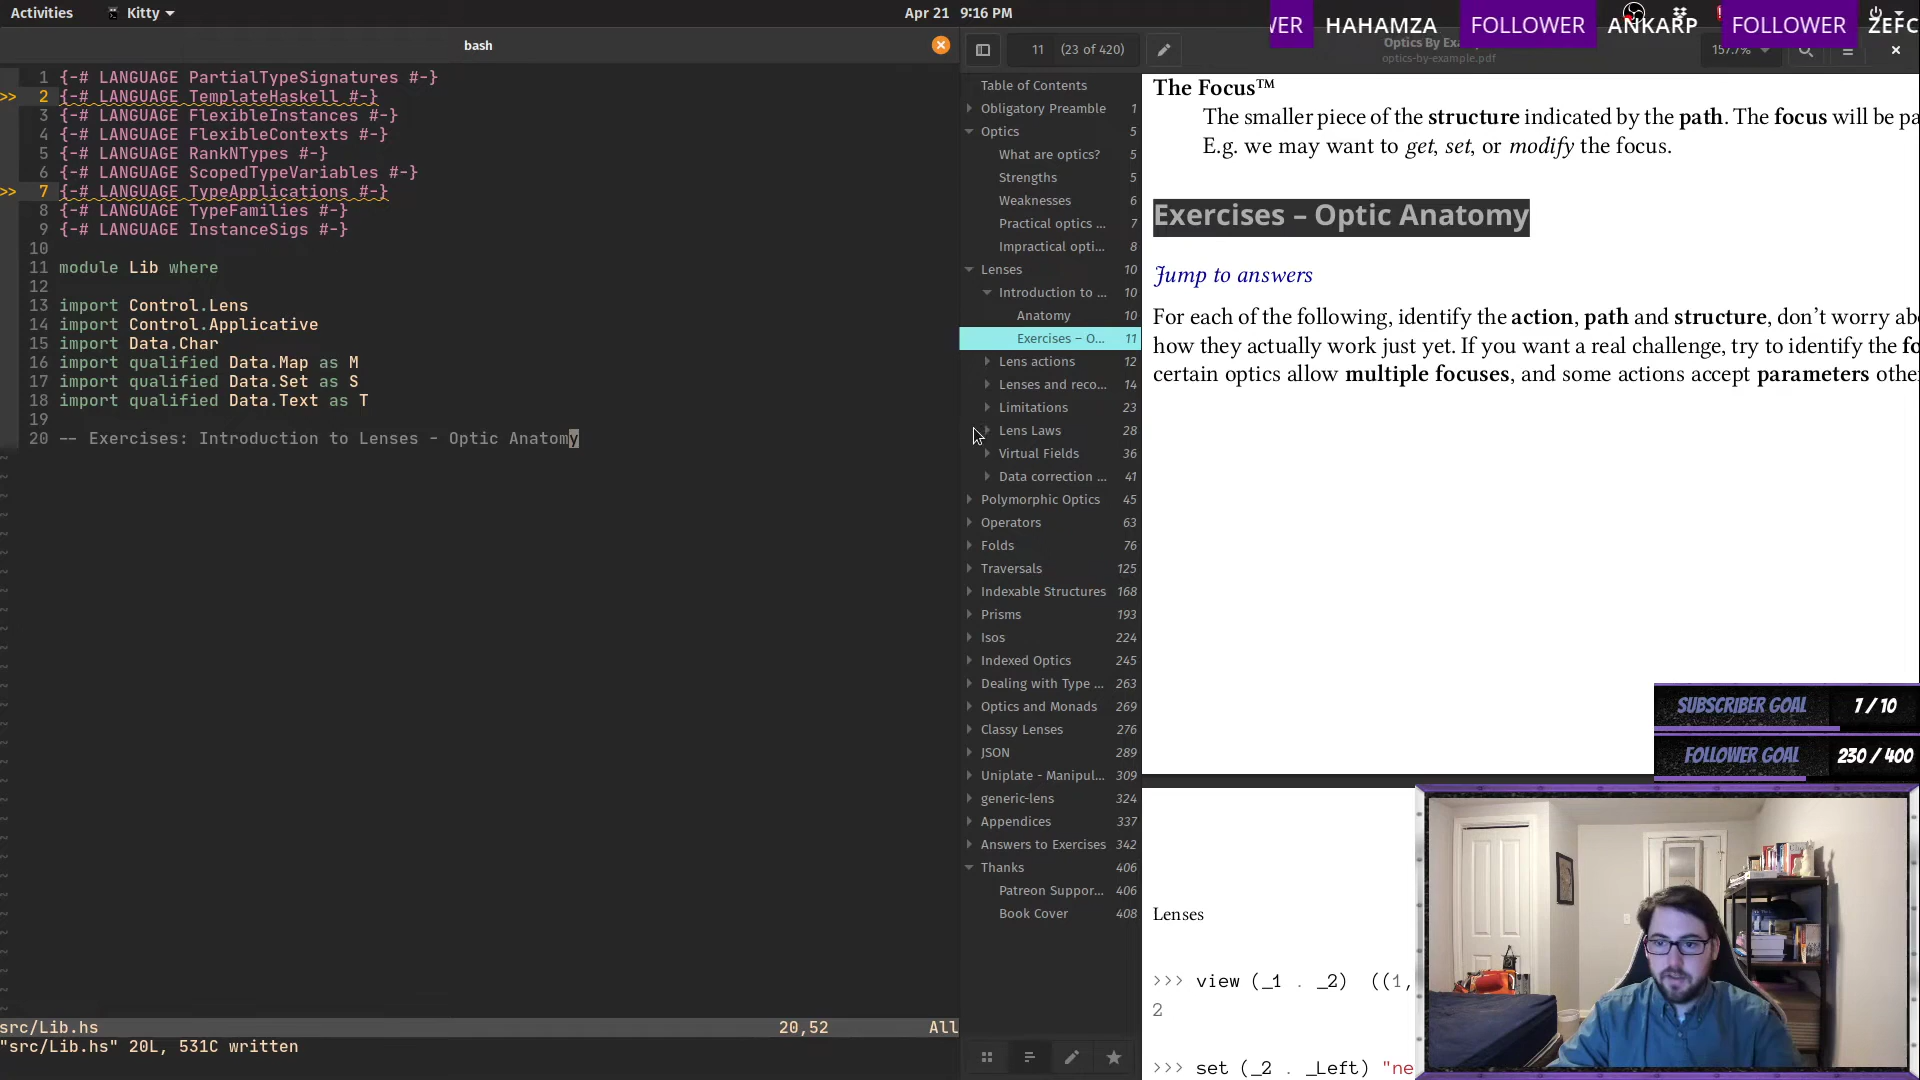 Activities
Kitty
Apr 21 9:16 PM
WER HAHAMZA FOLLOWER ANKARP FOLLOWER ZEFC
bash
1 {-# LANGUAGE PartialTypeSignatures #-}
>> 2 {-# LANGUAGE TemplateHaskell #-}
3 {-# LANGUAGE FlexibleInstances #-}
4 {-# LANGUAGE FlexibleContexts #-}
5 {-# LANGUAGE RankNTypes #-}
6 {-# LANGUAGE ScopedTypeVariables #-}
>> 7 {-# LANGUAGE TypeApplications #-}
8 {-# LANGUAGE TypeFamilies #-}
9 {-# LANGUAGE InstanceSigs #-}
10
11 module Lib where
12
13 import Control.Lens
14 import Control.Applicative
15 import Data.Char
16 import qualified Data.Map as M
17 import qualified Data.Set as S
18 import qualified Data.Text as T
19
20 -- Exercises: Introduction to Lenses - Optic Anatomy
src/Lib.hs 20,52 All
"src/Lib.hs" 20L, 531C written
11 (23 of 420)
Optics By Exa
optics-by-example.pdf
157.7%
Table of Contents
Obligatory Preamble 1
Optics 5
What are optics? 5
Strengths 5
Weaknesses 6
Practical optics ... 7
Impractical opti... 8
Lenses 10
Introduction to ... 10
Anatomy 10
Exercises – O... 11
Lens actions 12
Lenses and reco... 14
Limitations 23
Lens Laws 28
Virtual Fields 36
Data correction ... 41
Polymorphic Optics 45
Operators 63
Folds 76
Traversals 125
Indexable Structures 168
Prisms 193
Isos 224
Indexed Optics 245
Dealing with Type ... 263
Optics and Monads 269
Classy Lenses 276
JSON 289
Uniplate - Manipul... 309
generic-lens 324
Appendices 337
Answers to Exercises 342
Thanks 406
Patreon Suppor... 406
Book Cover 408
The Focus™
The smaller piece of the structure indicated by the path. The focus will be pa
E.g. we may want to get, set, or modify the focus.
Exercises – Optic Anatomy
Jump to answers
For each of the following, identify the action, path and structure, don’t worry abo
how they actually work just yet. If you want a real challenge, try to identify the fo
certain optics allow multiple focuses, and some actions accept parameters othe
SUBSCRIBER GOAL 7 / 10
FOLLOWER GOAL 230 / 400
Lenses
>>> view (_1 . _2) ((1,
2
>>> set (_2 . _Left) "ne